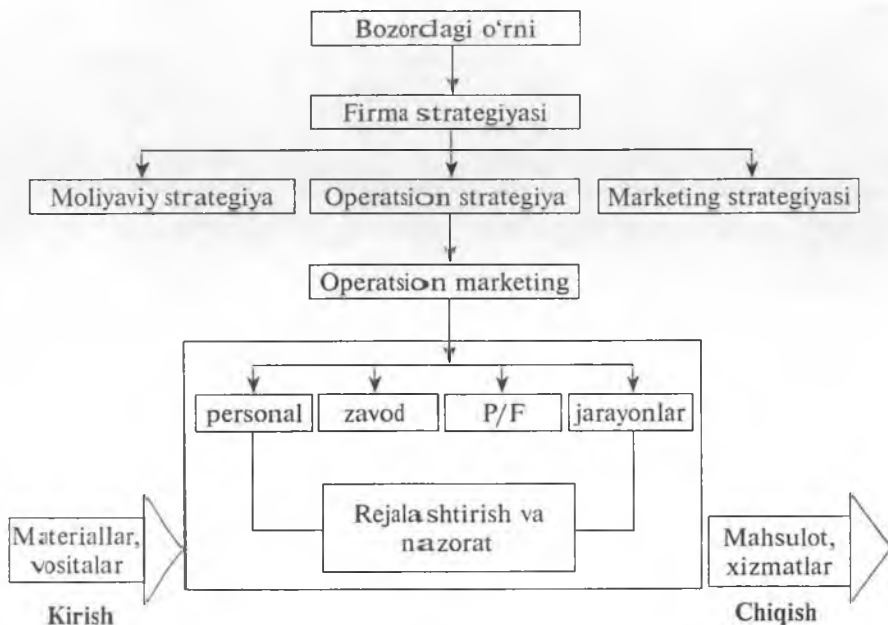 Bozordagi o‘rni
Firma strategiyasi
Moliyaviy strategiya
Operatsion strategiya
Marketing strategiyasi
Operatsion marketing
personal
zavod
P/F
jarayonlar
Rejalashtirish va
nazorat
Materiallar,
vositalar
Kirish
Mahsulot,
xizmatlar
Chiqish